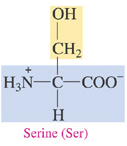 OH
CH₂
H₃N⁺—C—COO⁻
H
Serine (Ser)